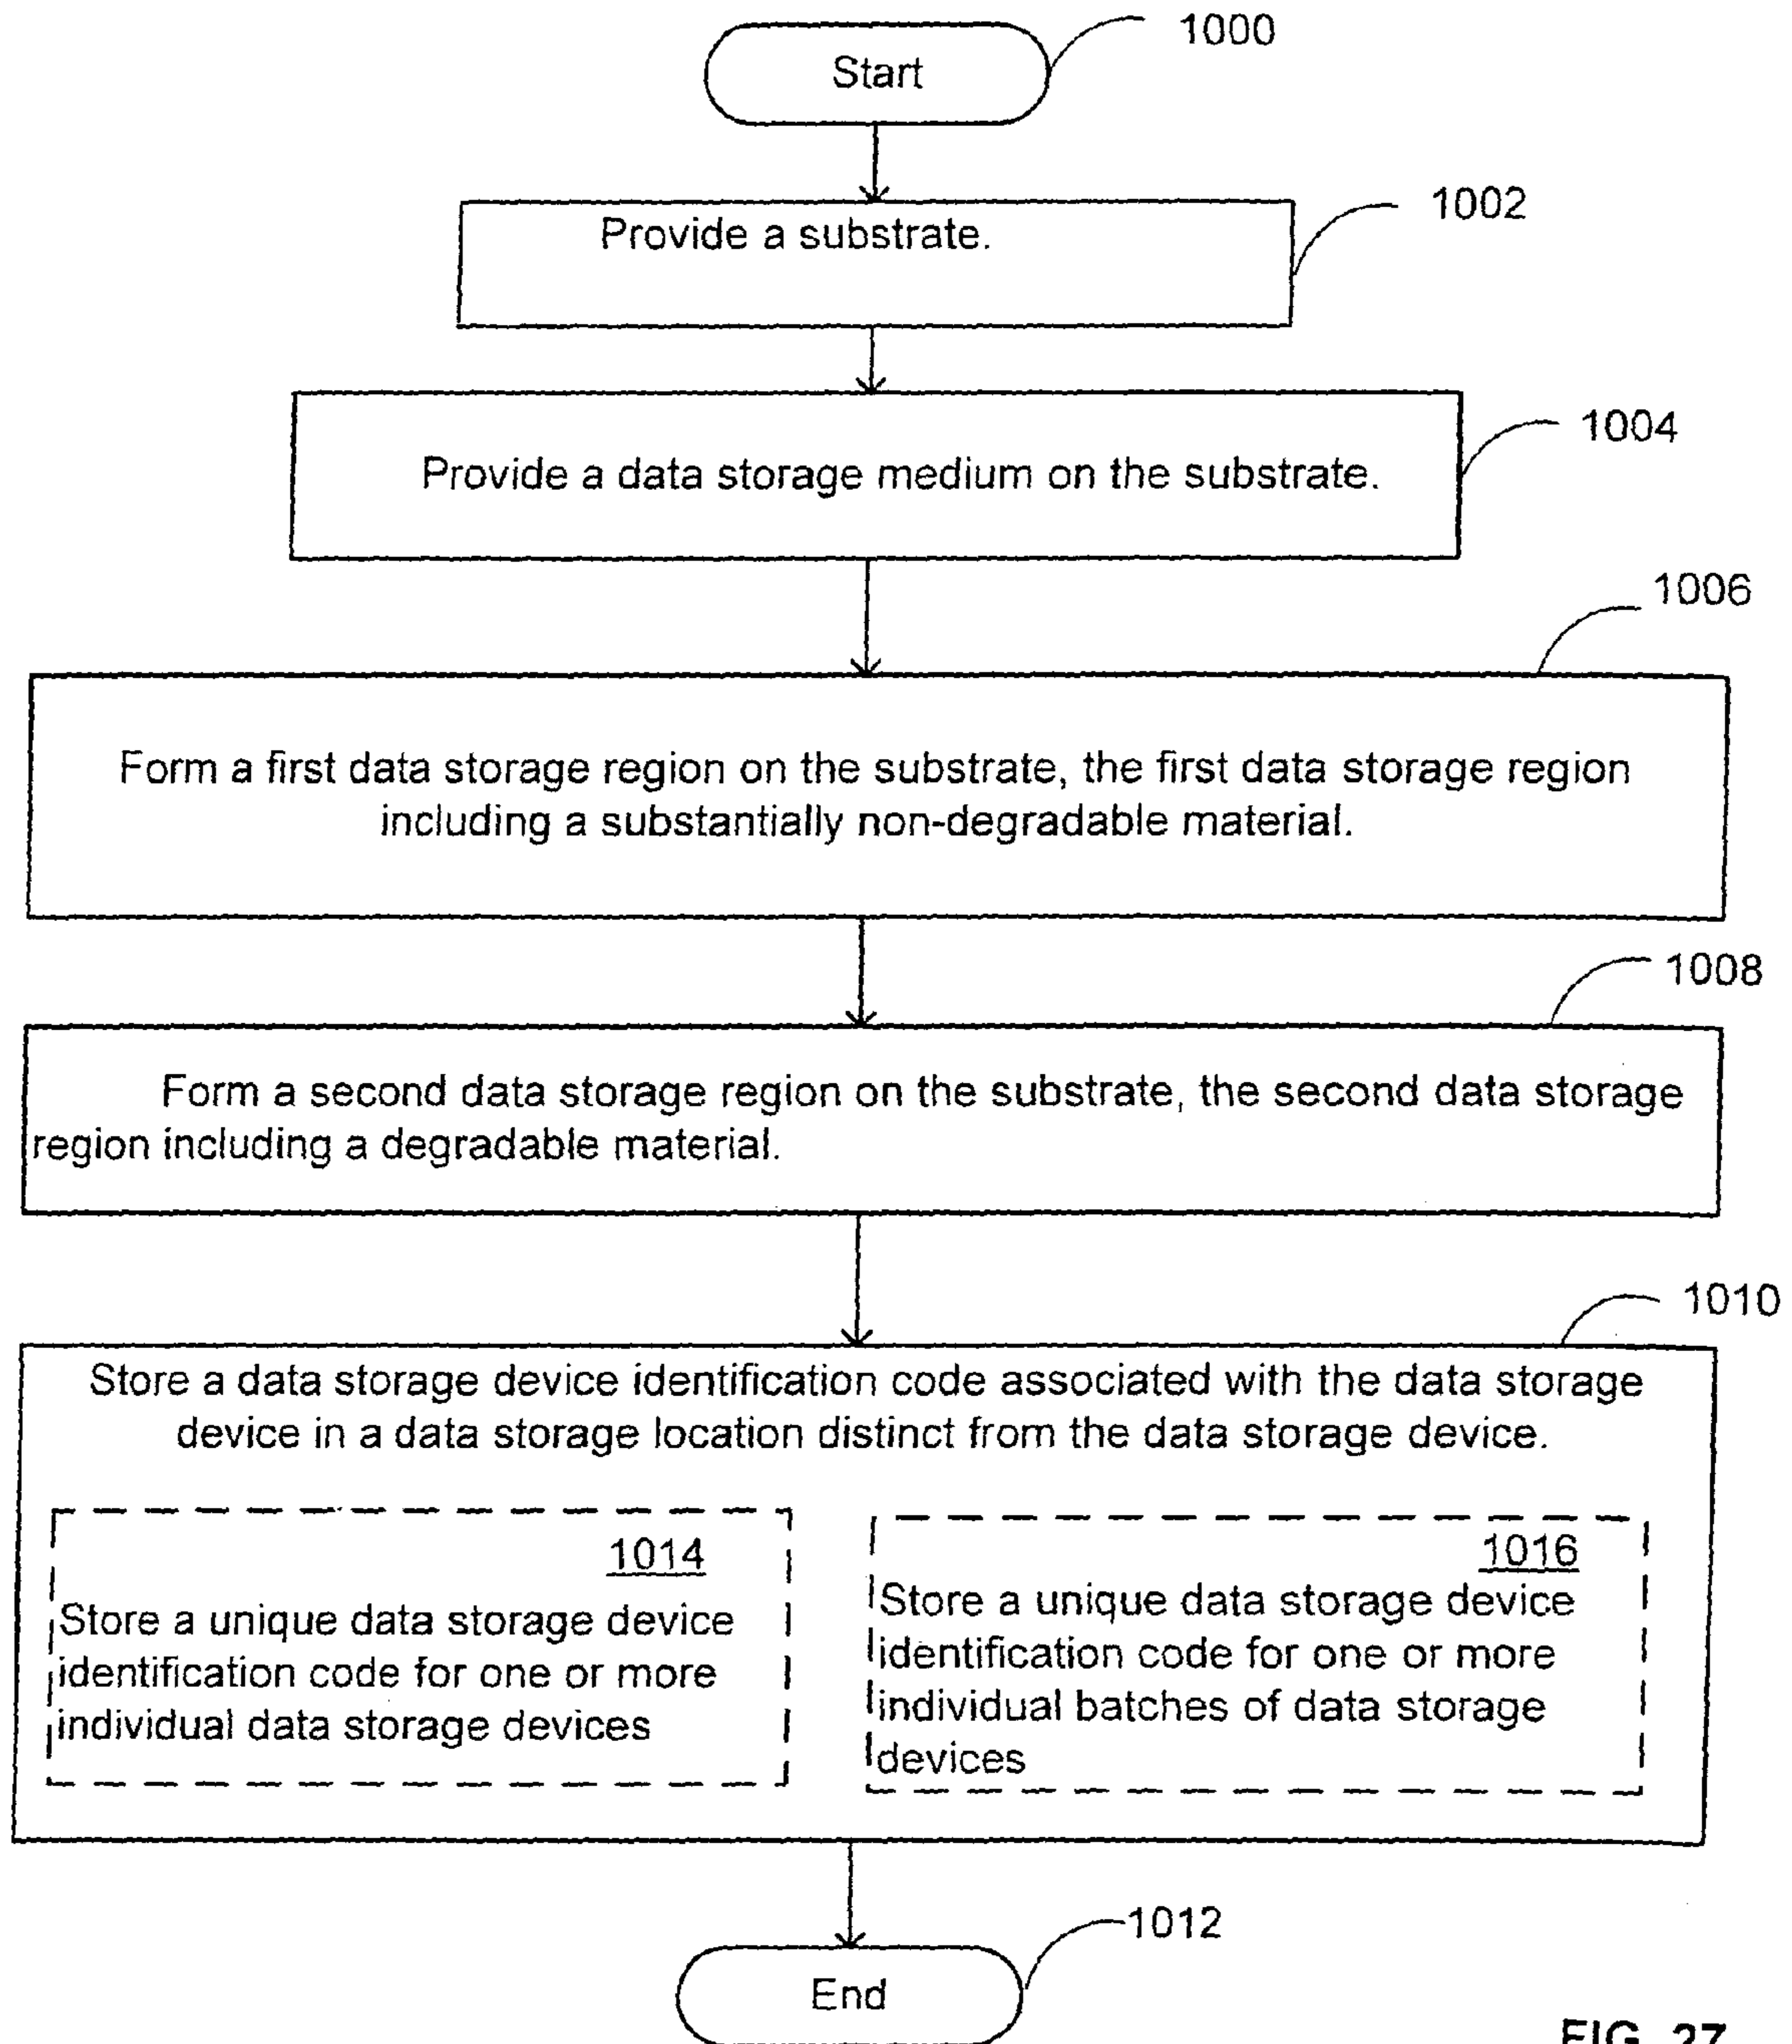 1000
Start
1002
Provide a substrate.
1004
Provide a data storage medium on the substrate.
1006
Form a first data storage region on the substrate, the first data storage region
including a substantially non-degradable material.
1008
Form a second data storage region on the substrate, the second data storage
region including a degradable material.
1010
Store a data storage device identification code associated with the data storage
device in a data storage location distinct from the data storage device.
1014
Store a unique data storage device
identification code for one or more
individual data storage devices
1016
Store a unique data storage device
identification code for one or more
individual batches of data storage
devices
1012
End
FIG. 27